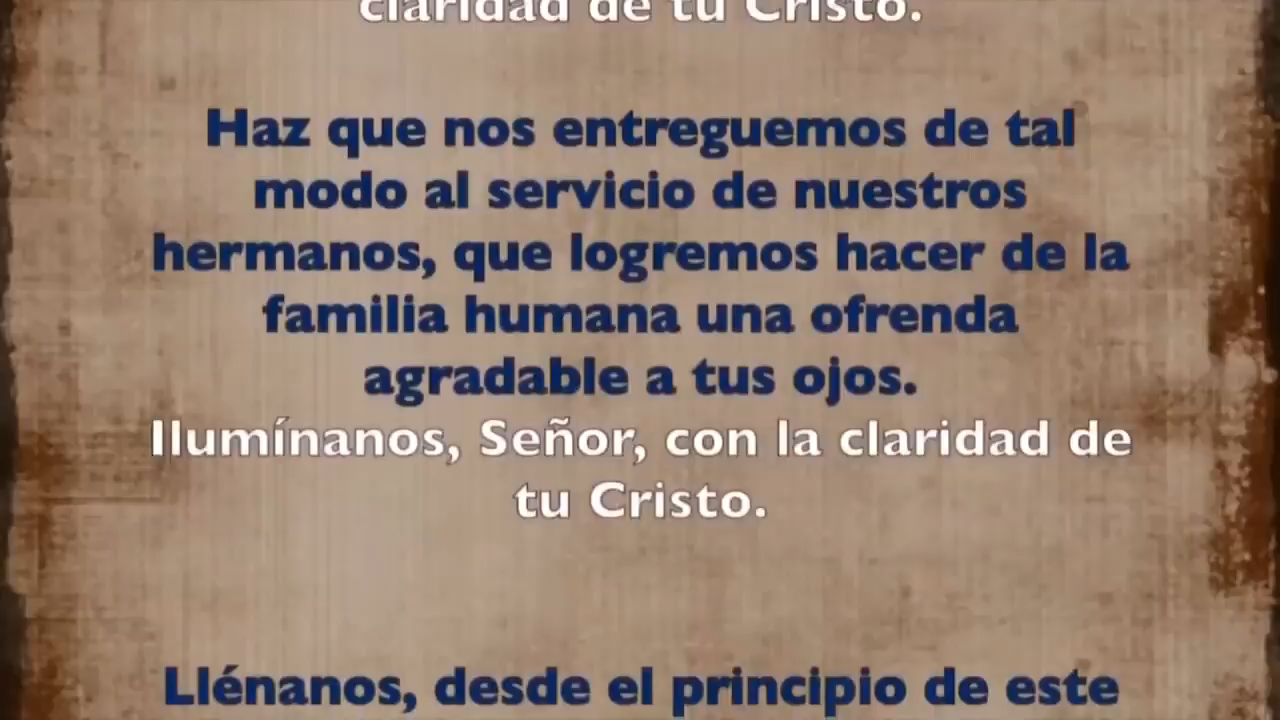 claridad de tu Cristo.
Haz que nos entreguemos de tal
modo al servicio de nuestros
hermanos, que logremos hacer de la
familia humana una ofrenda
agradable a tus ojos.
Ilumínanos, Señor, con la claridad de
tu Cristo.
Llénanos, desde el principio de este